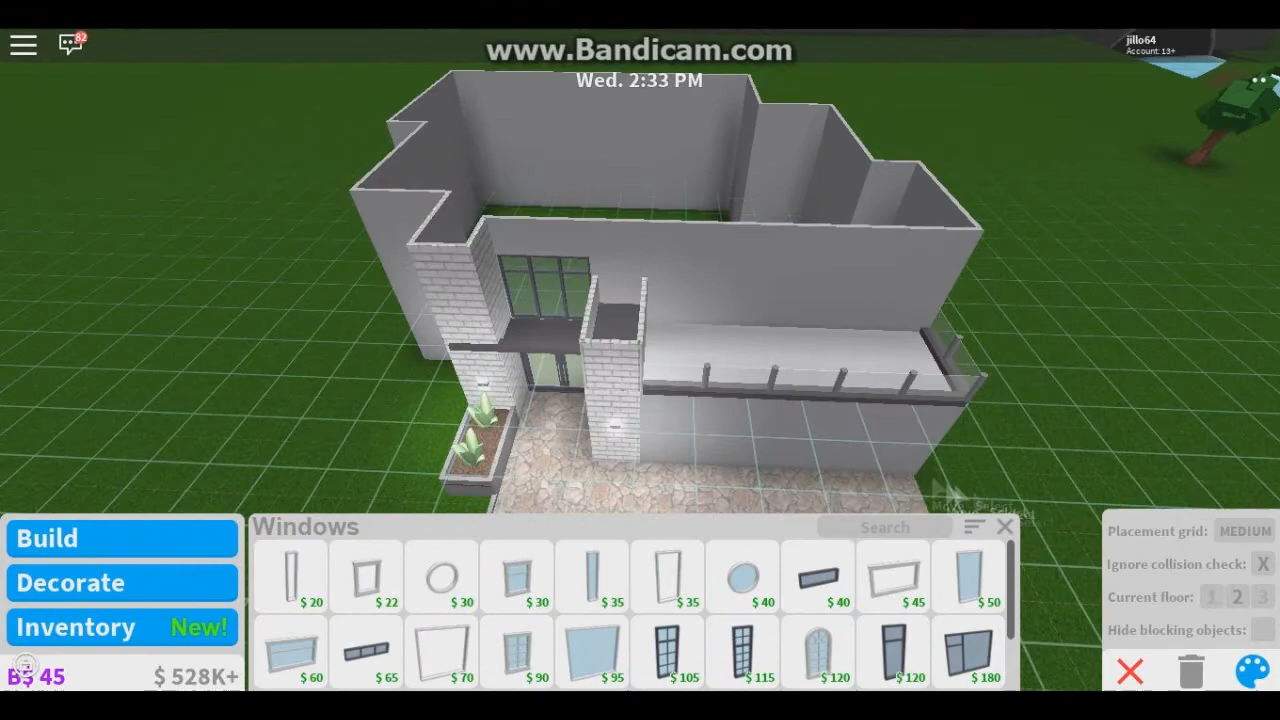 www.Bandicam.com
82
jillo64
Account: 13+
Wed. 2:33 PM
Build
Decorate
Inventory New!
B$ 45 $ 528K+
Windows Search
$ 20 $ 22 $ 30 $ 30 $ 35 $ 35 $ 40 $ 40 $ 45 $ 50
$ 60 $ 65 $ 70 $ 90 $ 95 $ 105 $ 115 $ 120 $ 120 $ 180
Placement grid: MEDIUM
Ignore collision check: X
Current floor: 1 2 3
Hide blocking objects: